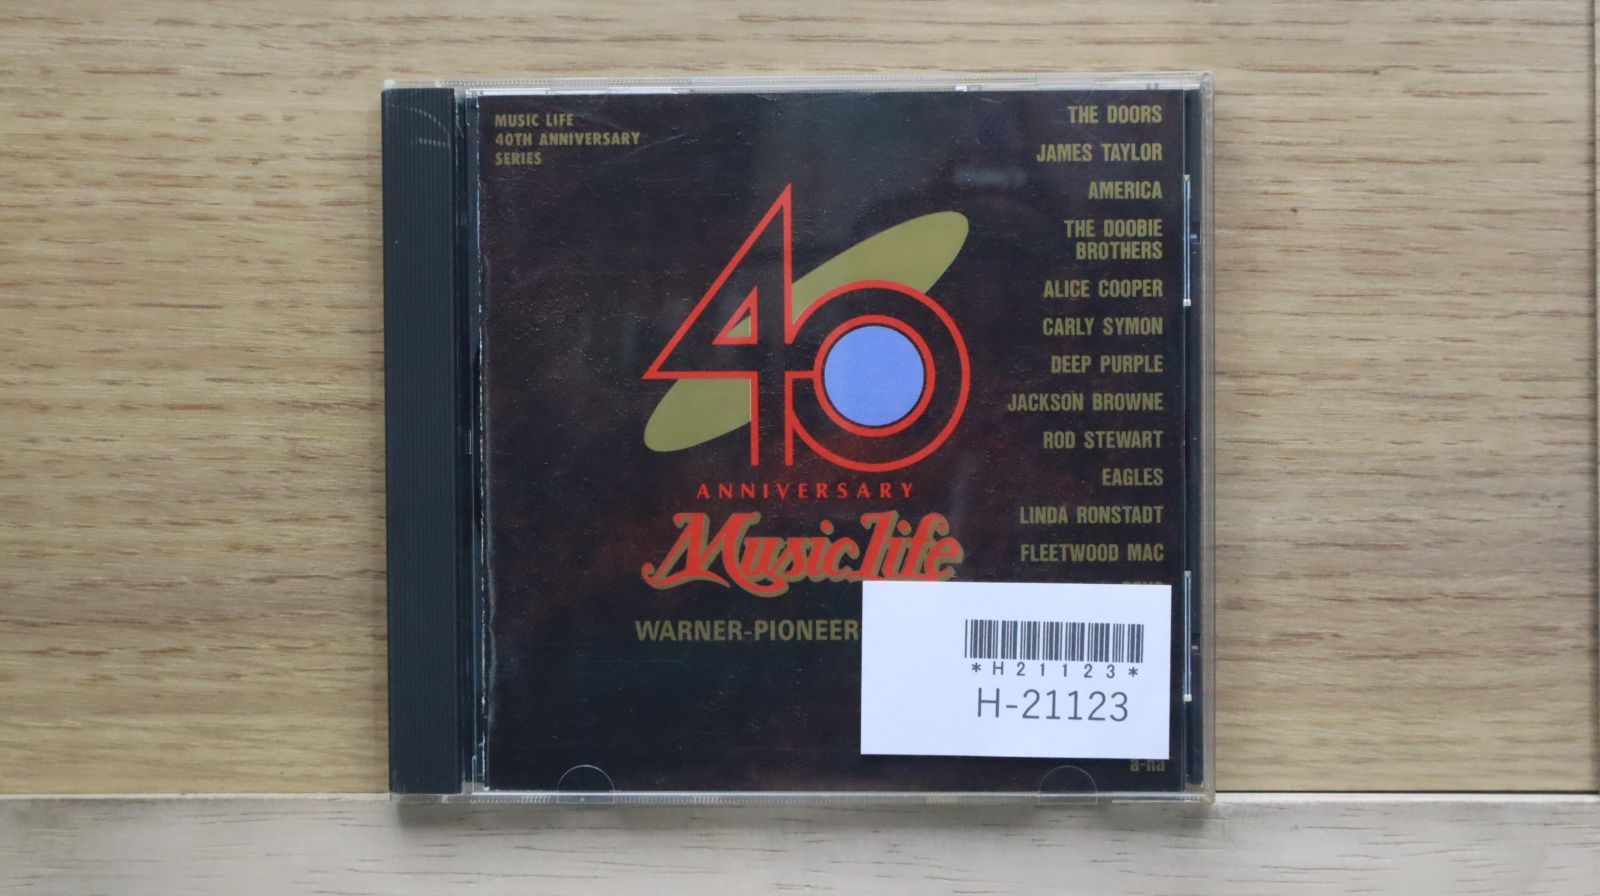 MUSIC LIFE
40TH ANNIVERSARY
SERIES
40
ANNIVERSARY
Music Life
WARNER-PIONEER
THE DOORS
JAMES TAYLOR
AMERICA
THE DOOBIE
BROTHERS
ALICE COOPER
CARLY SYMON
DEEP PURPLE
JACKSON BROWNE
ROD STEWART
EAGLES
LINDA RONSTADT
FLEETWOOD MAC
a-ha
*H21123*
H-21123